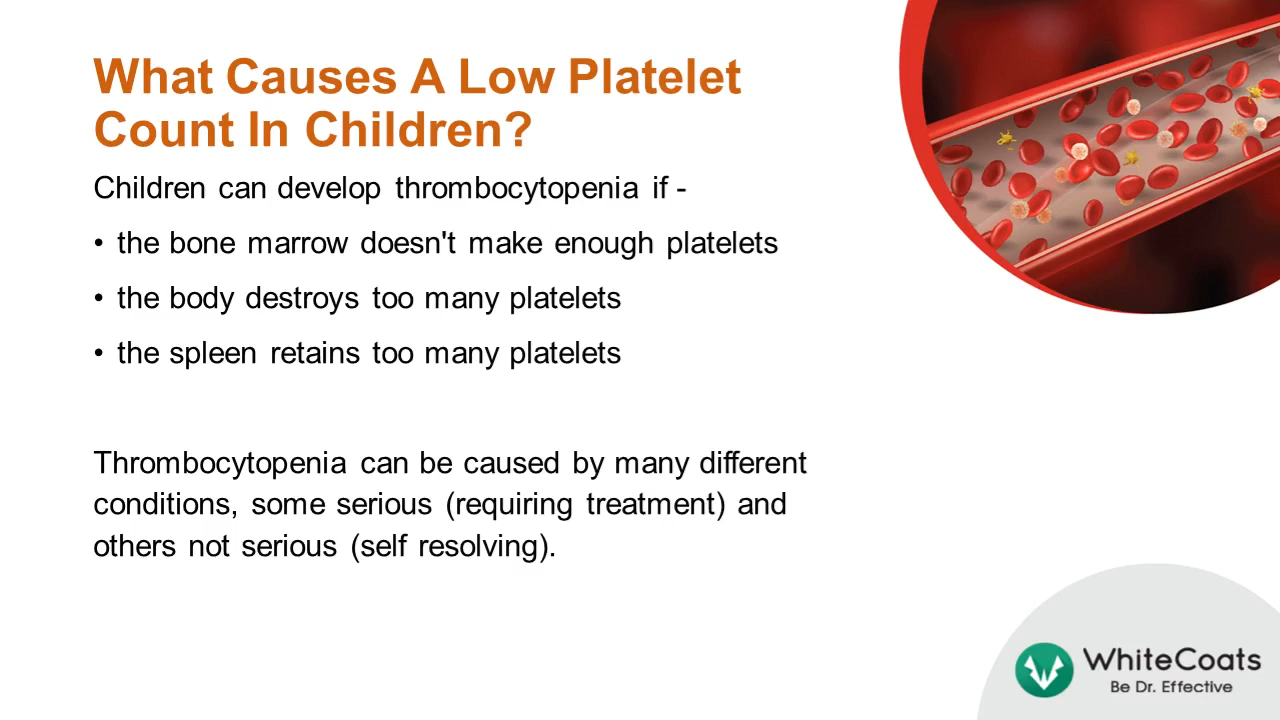 What Causes A Low Platelet
Count In Children?
Children can develop thrombocytopenia if -
• the bone marrow doesn't make enough platelets
• the body destroys too many platelets
• the spleen retains too many platelets
Thrombocytopenia can be caused by many different
conditions, some serious (requiring treatment) and
others not serious (self resolving).
WhiteCoats
Be Dr. Effective